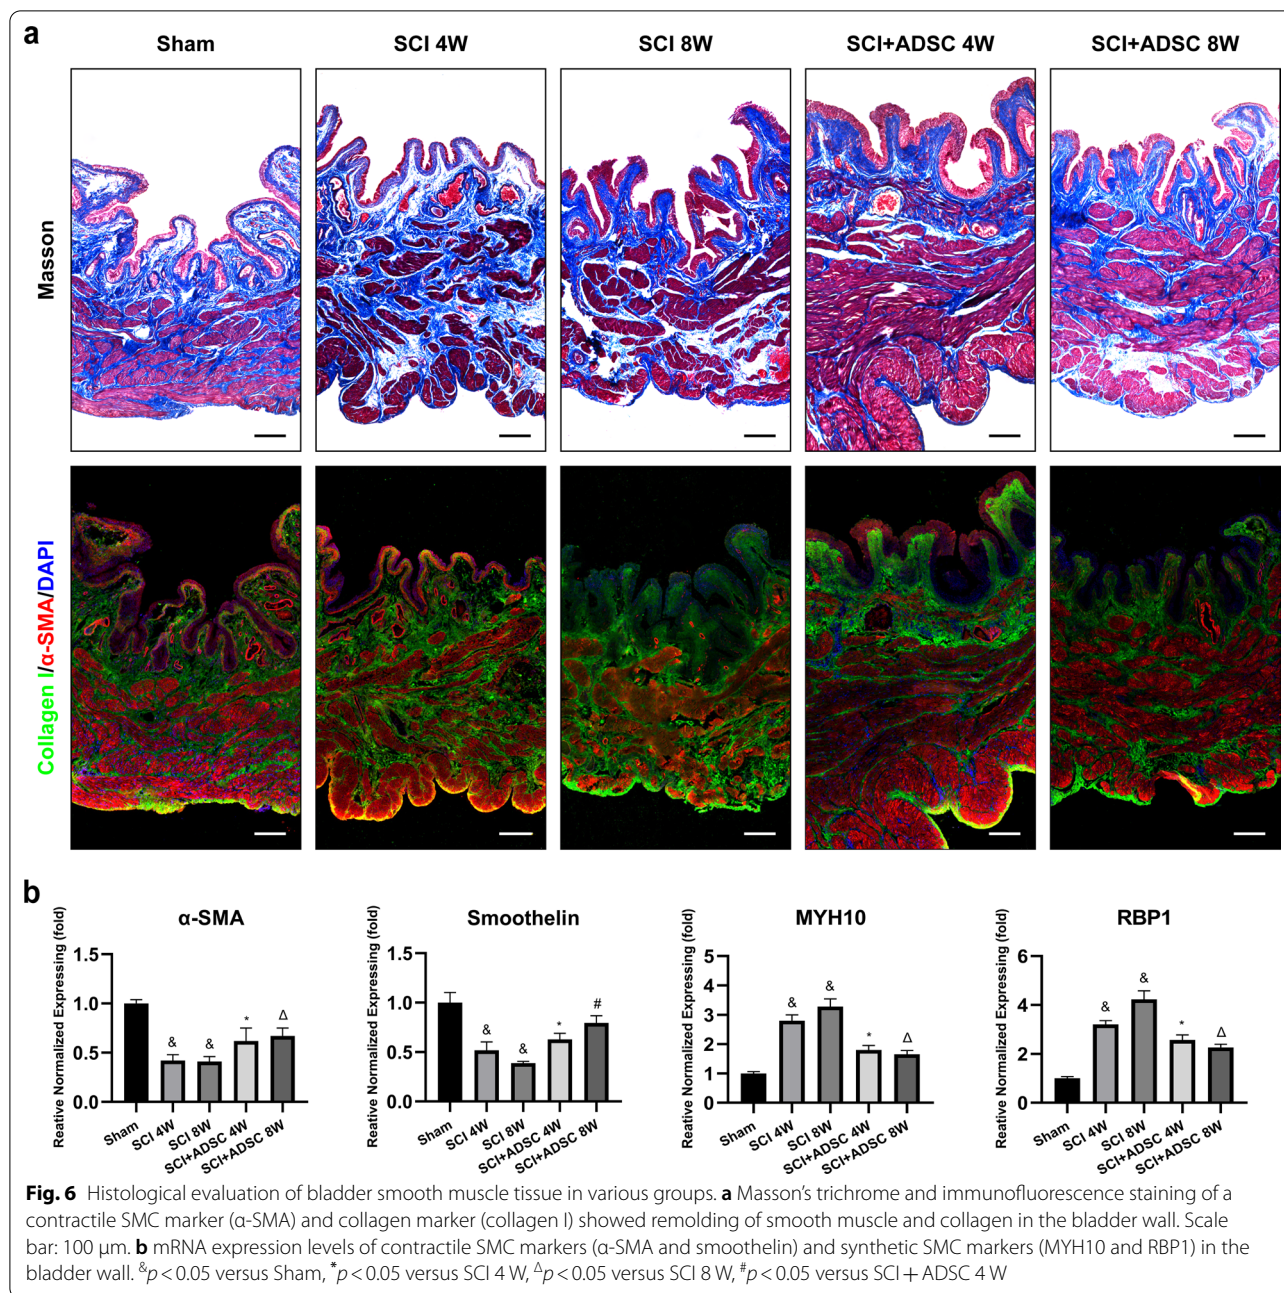 a
Sham
SCI 4W
SCI 8W
SCI+ADSC 4W
SCI+ADSC 8W
Masson
Collagen I/α-SMA/DAPI
b
α-SMA
Reative Normalized Expressing (fold)
1.5
1.0
0.5
0.0
&
&
*
Δ
Sham
SCI 4W
SCI 8W
SCI+ADSC 4W
SCI+ADSC 8W
Smoothelin
Reative Normalized Expressing (fold)
1.5
1.0
0.5
0.0
&
&
*
#
Sham
SCI 4W
SCI 8W
SCI+ADSC 4W
SCI+ADSC 8W
MYH10
Reative Normalized Expressing (fold)
5
4
3
2
1
0
&
&
*
Δ
Sham
SCI 4W
SCI 8W
SCI+ADSC 4W
SCI+ADSC 8W
RBP1
Reative Normalized Expressing (fold)
6
4
2
0
&
&
*
Δ
Sham
SCI 4W
SCI 8W
SCI+ADSC 4W
SCI+ADSC 8W
Fig. 6 Histological evaluation of bladder smooth muscle tissue in various groups. a Masson's trichrome and immunofluorescence staining of a
contractile SMC marker (α-SMA) and collagen marker (collagen I) showed remolding of smooth muscle and collagen in the bladder wall. Scale
bar: 100 μm. b mRNA expression levels of contractile SMC markers (α-SMA and smoothelin) and synthetic SMC markers (MYH10 and RBP1) in the
bladder wall. &p < 0.05 versus Sham, *p < 0.05 versus SCI 4 W, Δp < 0.05 versus SCI 8 W, #p < 0.05 versus SCI + ADSC 4 W